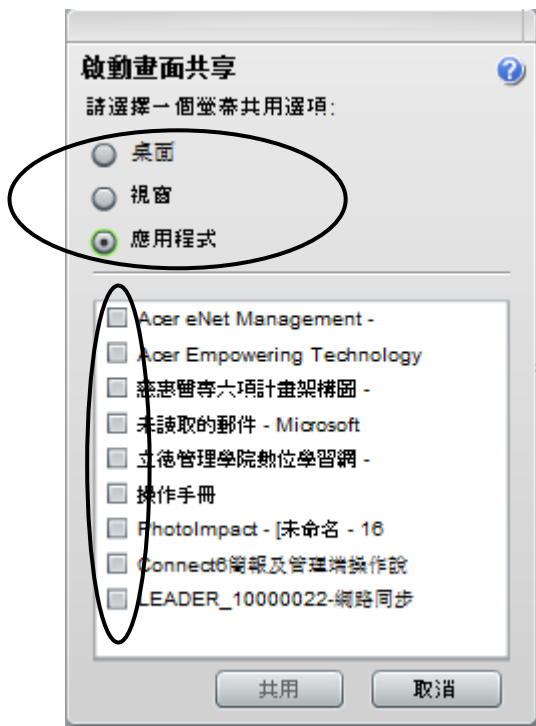 啟動畫面共享
請選擇一個螢幕共用選項:
桌面
視窗
應用程式
Acer eNet Management -
Acer Empowering Technology
慈惠醫專六項計畫架構圖 -
未讀取的郵件 - Microsoft
立德管理學院數位學習網 -
操作手冊
PhotoImpact - [未命名 - 16
Connect6簡報及管理端操作說
LEADER_10000022-網路同步
共用
取消